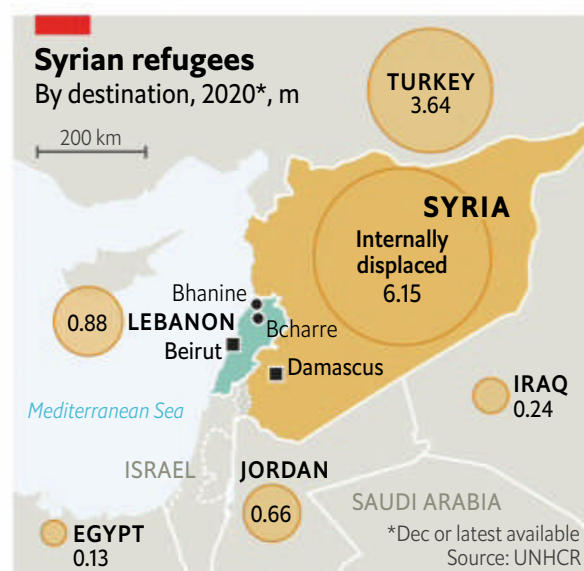 Syrian refugees
By destination, 2020*, m
200 km
TURKEY
3.64
SYRIA
Internally
displaced
6.15
Bhanine
0.88
LEBANON
Bcharre
Beirut
Damascus
Mediterranean Sea
IRAQ
0.24
ISRAEL
JORDAN
0.66
SAUDI ARABIA
EGYPT
0.13
*Dec or latest available
Source: UNHCR